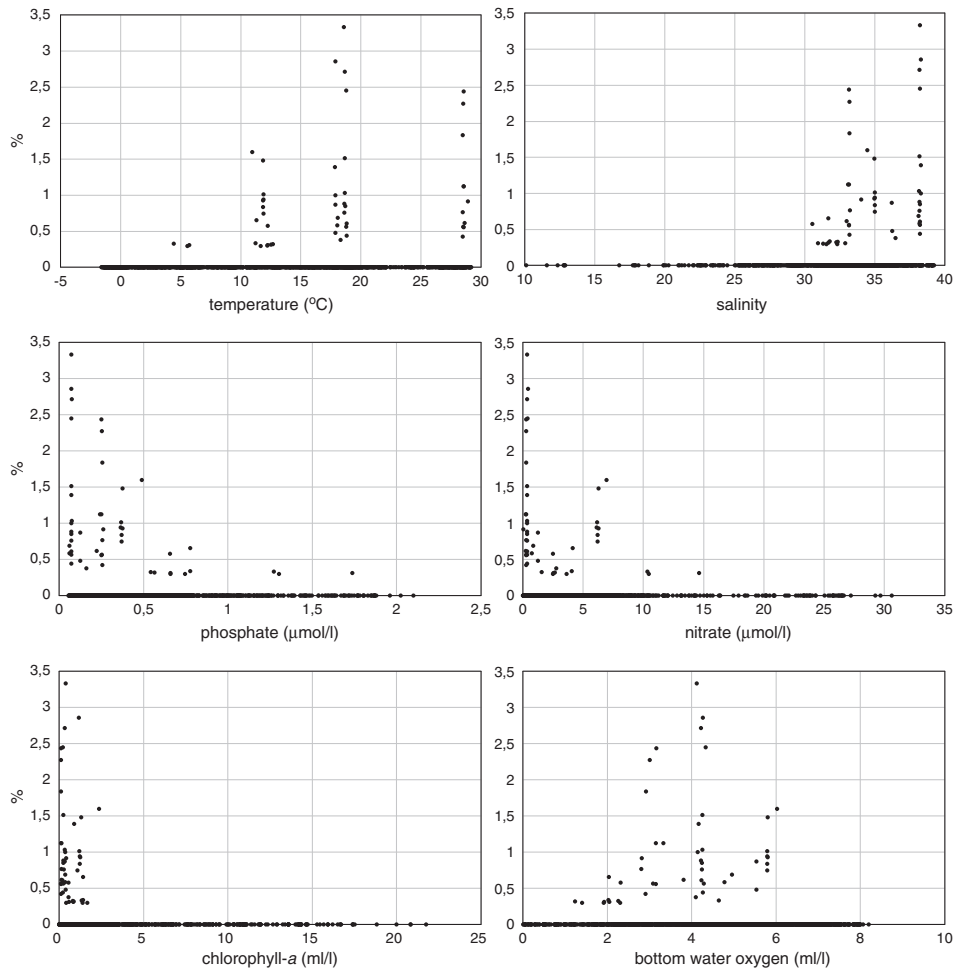 3,5 3,5
3 3
2,5 2,5
2 2
% 1,5 1,5
1 1
0,5 0,5
0 0
-5 0 5 10 15 20 25 30 10 15 20 25 30 35 40
temperature (°C) salinity
3,5 3,5
3 3
2,5 2,5
2 2
% 1,5 1,5
1 1
0,5 0,5
0 0
0 0,5 1 1,5 2 2,5 0 5 10 15 20 25 30 35
phosphate (µmol/l) nitrate (µmol/l)
3,5 3,5
3 3
2,5 2,5
2 2
% 1,5 1,5
1 1
0,5 0,5
0 0
0 5 10 15 20 25 0 2 4 6 8 10
chlorophyll-a (ml/l) bottom water oxygen (ml/l)